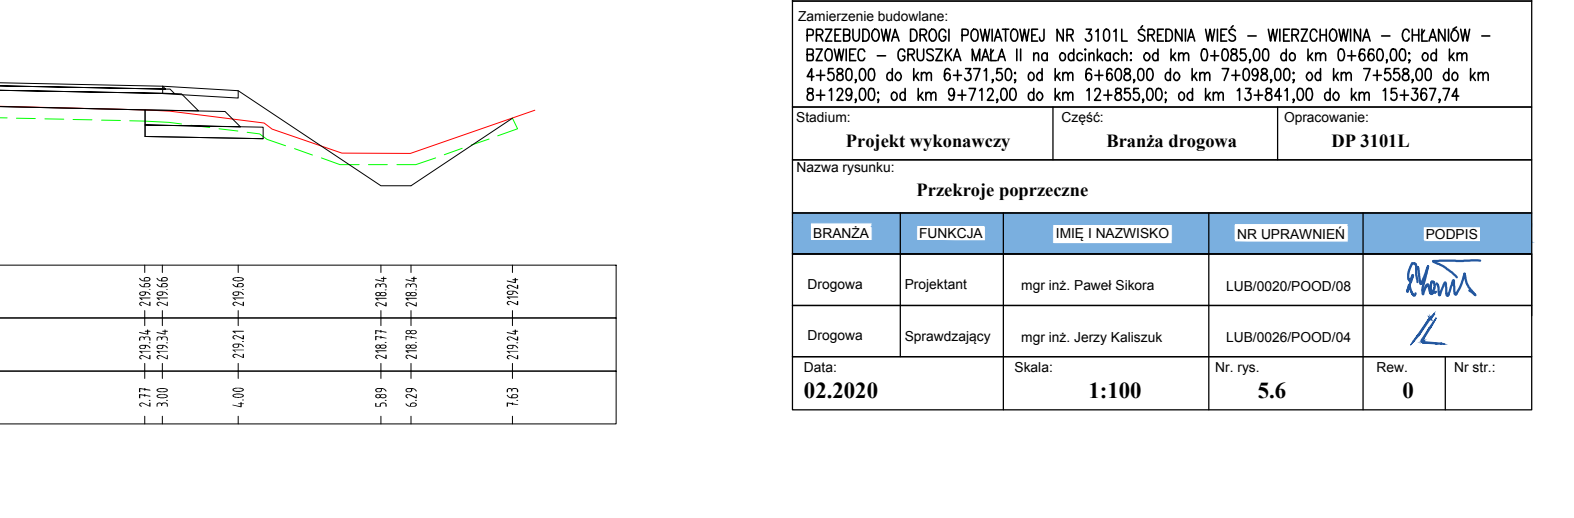 Zamierzenie budowlane:
PRZEBUDOWA DROGI POWIATOWEJ NR 3101L ŚREDNIA WIEŚ – WIERZCHOWINA – CHŁANIÓW –
BZOWIEC – GRUSZKA MAŁA II na odcinkach: od km 0+085,00 do km 0+660,00; od km
4+580,00 do km 6+371,50; od km 6+608,00 do km 7+098,00; od km 7+558,00 do km
8+129,00; od km 9+712,00 do km 12+855,00; od km 13+841,00 do km 15+367,74
Stadium: Część: Opracowanie:
Projekt wykonawczy Branża drogowa DP 3101L
Nazwa rysunku:
Przekroje poprzeczne
BRANŻA FUNKCJA IMIĘ I NAZWISKO NR UPRAWNIEŃ PODPIS
Drogowa Projektant mgr inż. Paweł Sikora LUB/0020/POOD/08
Drogowa Sprawdzający mgr inż. Jerzy Kaliszuk LUB/0026/POOD/04
Data: Skala: Nr. rys. Rew. Nr str.:
02.2020 1:100 5.6 0
219.66 219.66 219.60 218.34 218.34 21924
219.34 219.34 219.21 218.77 218.78 219.24
2.77 3.00 4.00 5.89 6.29 7.63